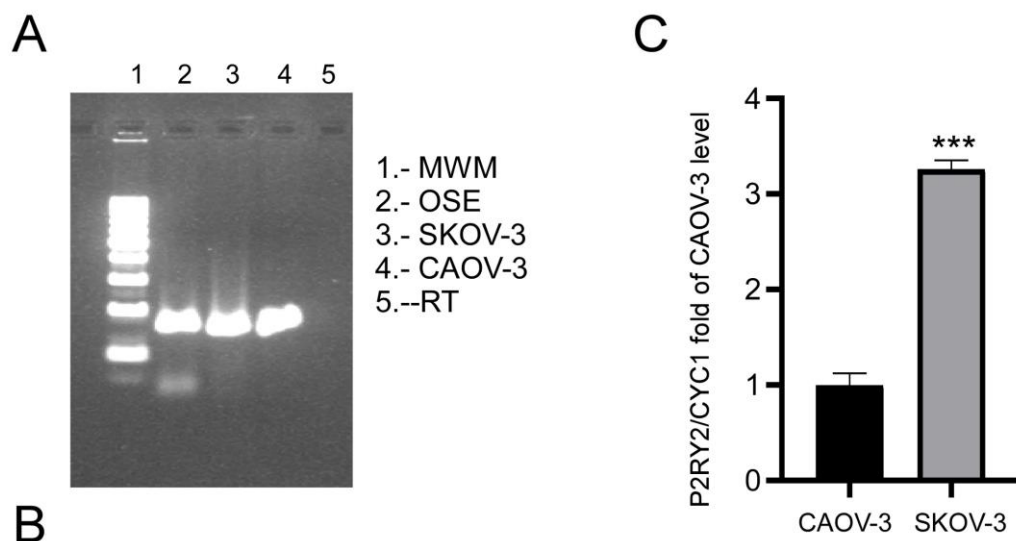 A
1 2 3 4 5
1.- MWM
2.- OSE
3.- SKOV-3
4.- CAOV-3
5.--RT
B
C
P2RY2/CYC1 fold of CAOV-3 level
4
3
2
1
0
***
CAOV-3 SKOV-3